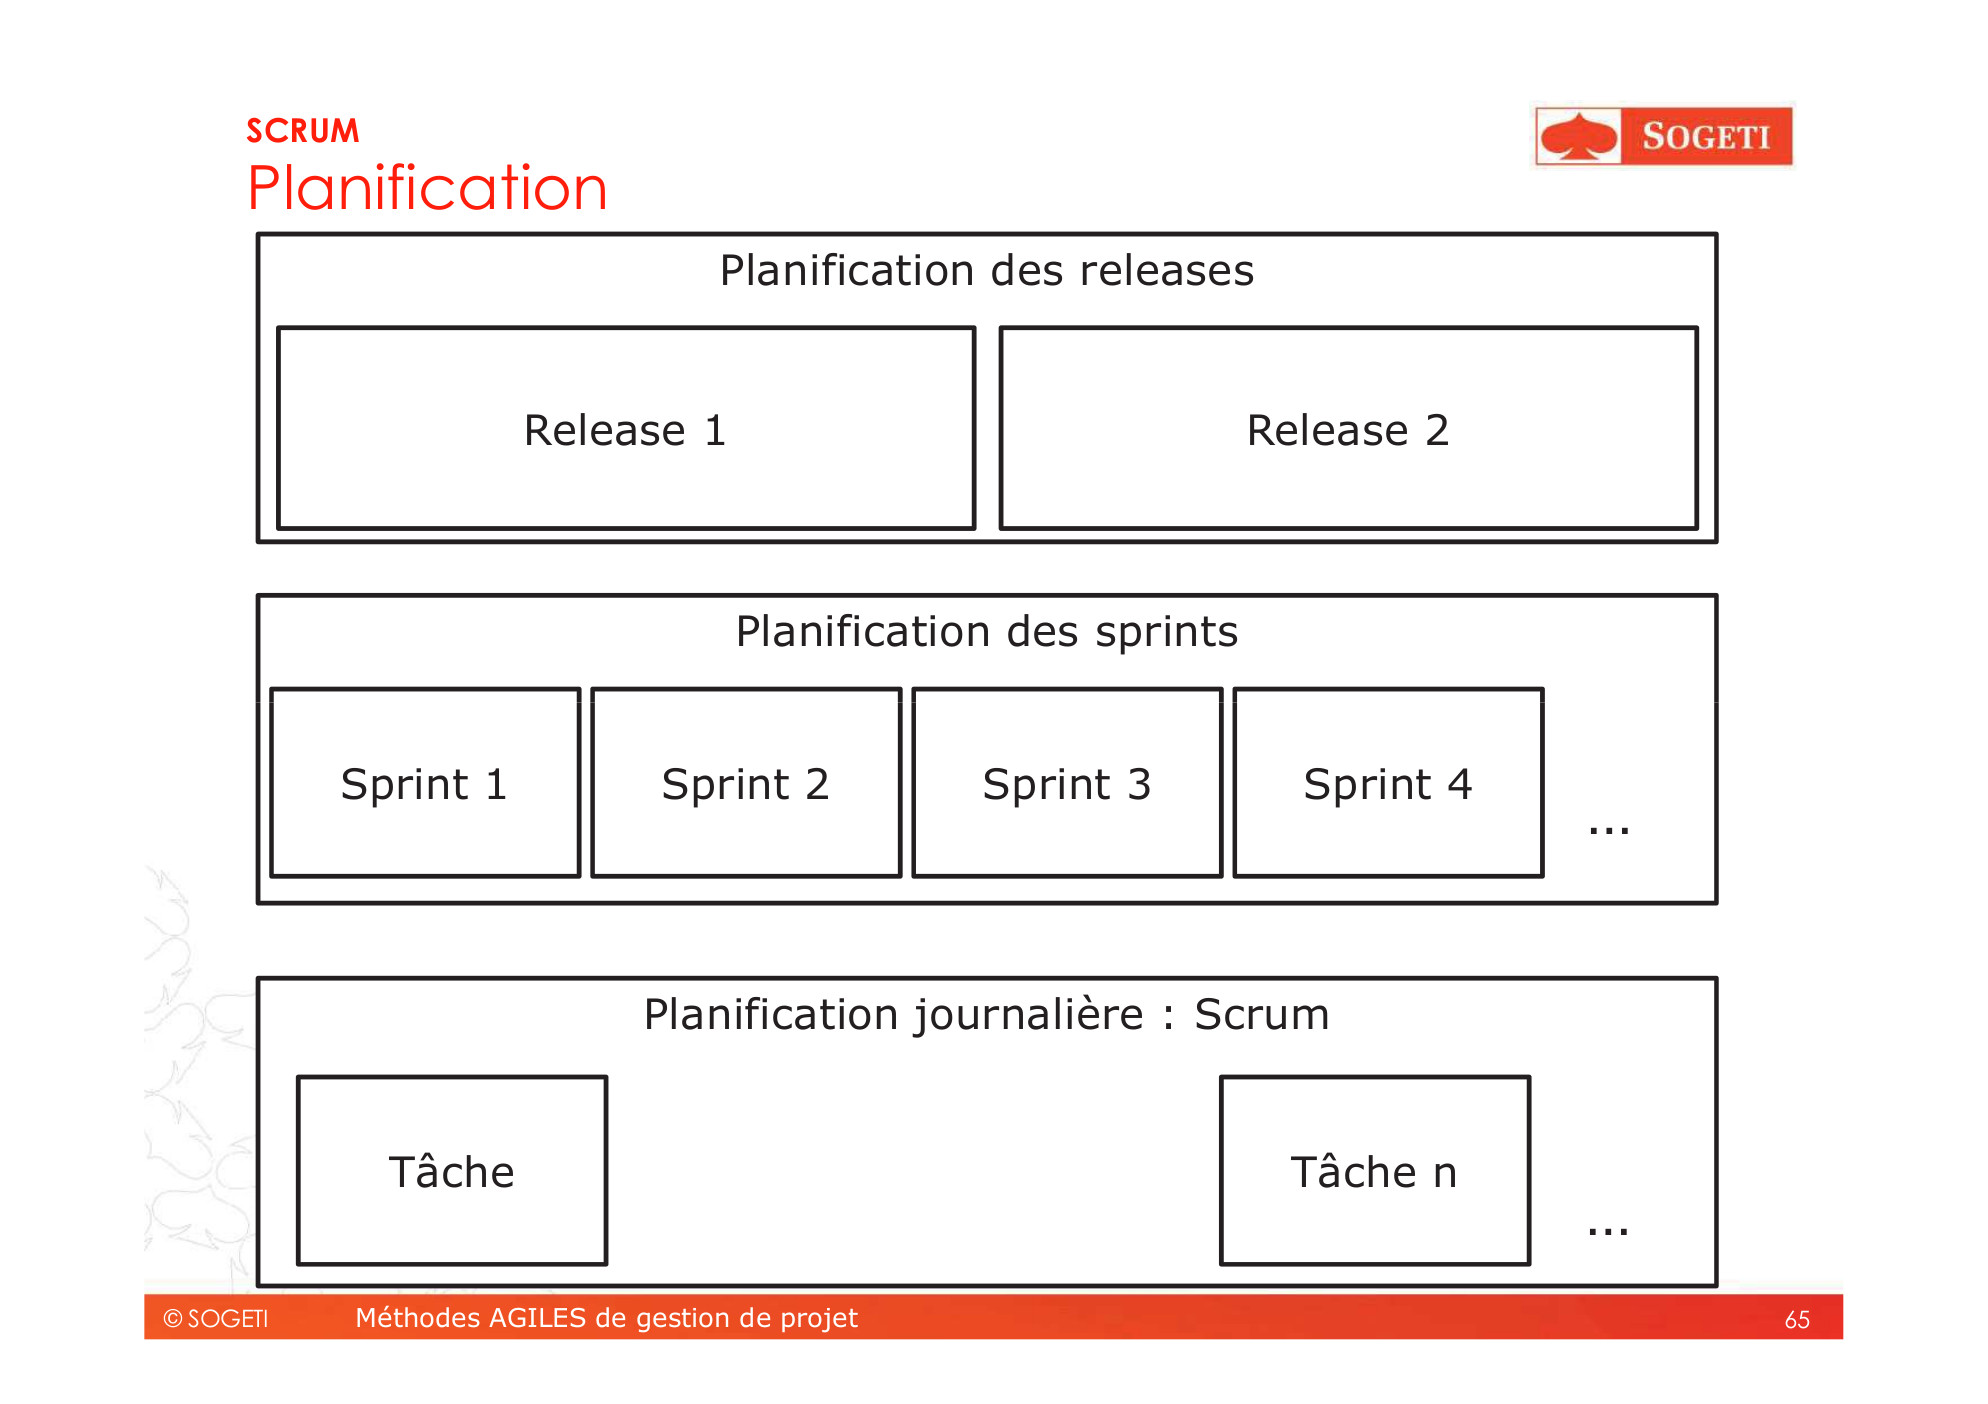 SCRUM
Planification
SOGETI
Planification des releases
Release 1
Release 2
Planification des sprints
Sprint 1
Sprint 2
Sprint 3
Sprint 4
...
Planification journalière : Scrum
Tâche
Tâche n
...
© SOGETI
Méthodes AGILES de gestion de projet
65